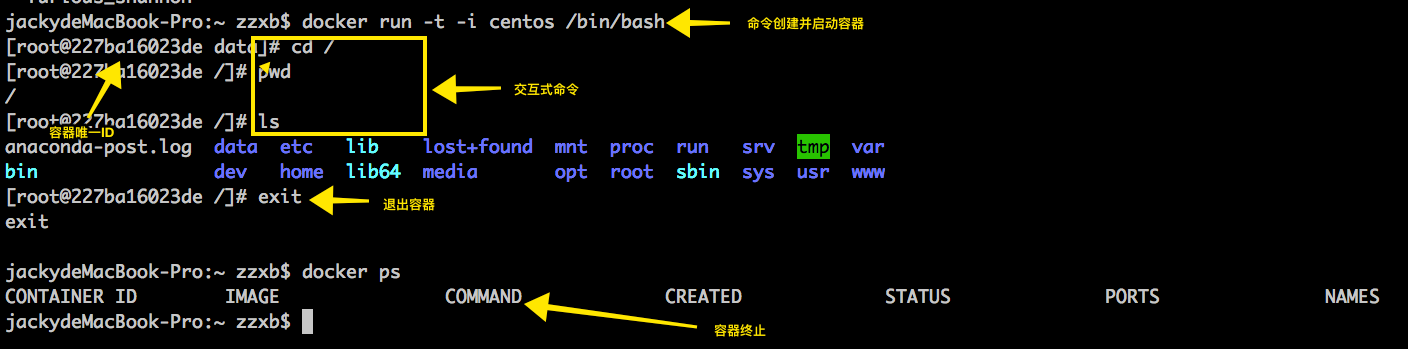 furious_shannon
jackydeMacBook-Pro:~ zzxb$ docker run -t -i centos /bin/bash 命令创建并启动容器
[root@227ba16023de data]# cd /
[root@227ba16023de /]# pwd
交互式命令
/
容器唯一ID
[root@227ba16023de /]# ls
anaconda-post.log data etc lib lost+found mnt proc run srv tmp var
bin dev home lib64 media opt root sbin sys usr www
[root@227ba16023de /]# exit 退出容器
exit
jackydeMacBook-Pro:~ zzxb$ docker ps
CONTAINER ID IMAGE COMMAND CREATED STATUS PORTS NAMES
jackydeMacBook-Pro:~ zzxb$
容器终止